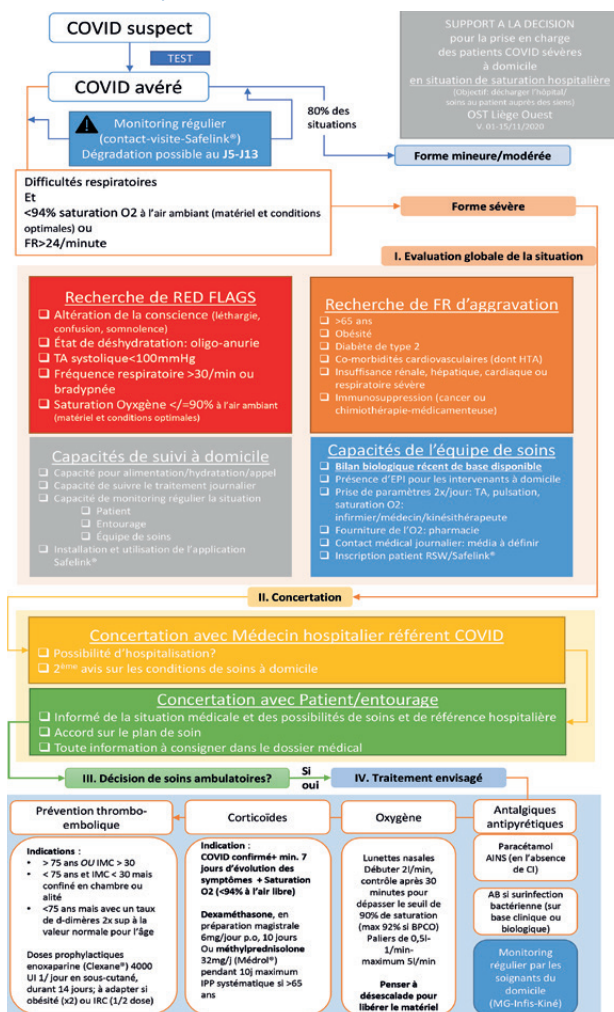 COVID suspect
TEST
COVID avéré
Monitoring régulier
(contact-visite-Safelink®)
Dégradation possible au J5-J13
80% des
situations
SUPPORT A LA DECISION
pour la prise en charge
des patients COVID sévères
à domicile
en situation de saturation hospitalière
(Objectif: décharger l'hôpital/
soins au patient auprès des siens)
OST Liège Ouest
V. 01-15/11/2020
Forme mineure/modérée
Difficultés respiratoires
Et
<94% saturation O2 à l'air ambiant (matériel et conditions
optimales) ou
FR>24/minute
Forme sévère
I. Evaluation globale de la situation
Recherche de RED FLAGS
❑ Altération de la conscience (léthargie,
confusion, somnolence)
❑ État de déshydratation: oligo-anurie
❑ TA systolique<100mmHg
❑ Fréquence respiratoire >30/min ou
bradypnée
❑ Saturation Oyxgène </=90% à l'air ambiant
(matériel et conditions optimales)
Recherche de FR d'aggravation
❑ >65 ans
❑ Obésité
❑ Diabète de type 2
❑ Co-morbidités cardiovasculaires (dont HTA)
❑ Insuffisance rénale, hépatique, cardiaque ou
respiratoire sévère
❑ Immunosuppression (cancer ou
chimiothérapie-médicamenteuse)
Capacités de suivi à domicile
❑ Capacité pour alimentation/hydratation/appel
❑ Capacité de suivre le traitement journalier
❑ Capacité de monitoring régulier la situation
❑ Patient
❑ Entourage
❑ Équipe de soins
❑ Installation et utilisation de l'application
Safelink®
Capacités de l'équipe de soins
❑ Bilan biologique récent de base disponible
❑ Présence d'EPI pour les intervenants à domicile
❑ Prise de paramètres 2x/jour: TA, pulsation,
saturation O2:
infirmier/médecin/kinésithérapeute
❑ Fourniture de l'O2: pharmacie
❑ Contact médical journalier: média à définir
❑ Inscription patient RSW/Safelink®
II. Concertation
Concertation avec Médecin hospitalier référent COVID
❑ Possibilité d'hospitalisation?
❑ 2ème avis sur les conditions de soins à domicile
Concertation avec Patient/entourage
❑ Informé de la situation médicale et des possibilités de soins et de référence hospitalière
❑ Accord sur le plan de soin
❑ Toute information à consigner dans le dossier médical
III. Décision de soins ambulatoires?
Si
oui
IV. Traitement envisagé
Prévention thrombo-
embolique
Indications :
• > 75 ans OU IMC > 30
• < 75 ans et IMC < 30 mais
confiné en chambre ou
alité
• <75 ans mais avec un taux
de d-dimères 2x sup à la
valeur normale pour l'âge
Doses prophylactiques
enoxaparine (Clexane®) 4000
UI 1/ jour en sous-cutané,
durant 14 jours; à adapter si
obésité (x2) ou IRC (1/2 dose)
Corticoïdes
Indication :
COVID confirmé+ min. 7
jours d'évolution des
symptômes + Saturation
O2 (<94% à l'air libre)
Dexaméthasone, en
préparation magistrale
6mg/jour p.o, 10 jours
Ou méthylprednisolone
32mg/j (Médrol®)
pendant 10j maximum
IPP systématique si >65
ans
Oxygène
Lunettes nasales
Débuter 2l/min,
contrôle après 30
minutes pour
dépasser le seuil de
90% de saturation
(max 92% si BPCO)
Paliers de 0,5l-
1/min-
maximum 5l/min
Penser à
désescalade pour
libérer le matériel
Antalgiques
antipyrétiques
Paracétamol
AINS (en l'absence
de CI)
AB si surinfection
bactérienne (sur
base clinique ou
biologique)
Monitoring
régulier par les
soignants du
domicile
(MG-Infis-Kiné)